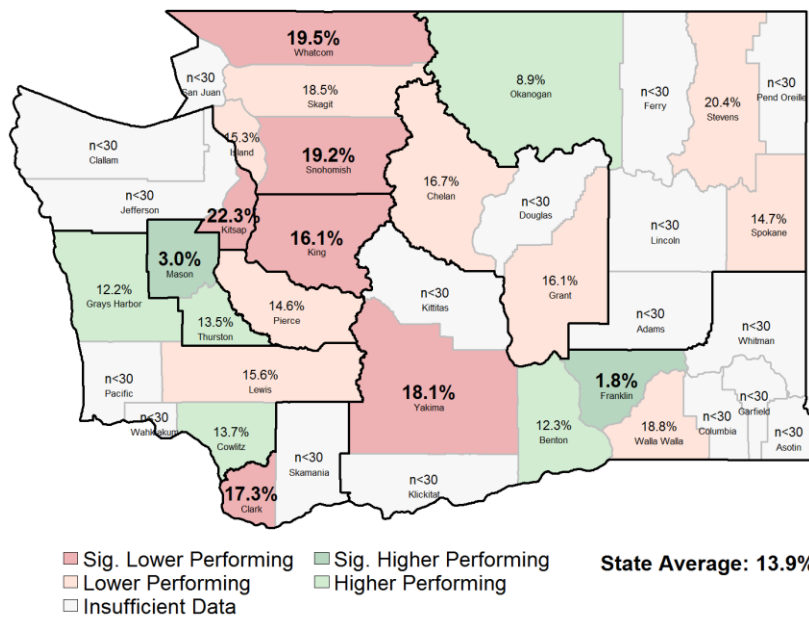 19.5%
Whatcom
n<30
San Juan
18.5%
Skagit
8.9%
Okanogan
n<30
Ferry
20.4%
Stevens
n<30
Pend Oreille
n<30
Clallam
15.3%
Island
19.2%
Snohomish
n<30
Jefferson
22.3%
Kitsap
16.7%
Chelan
n<30
Douglas
n<30
Lincoln
14.7%
Spokane
3.0%
Mason
16.1%
King
12.2%
Grays Harbor
13.5%
Thurston
14.6%
Pierce
n<30
Kittitas
16.1%
Grant
n<30
Adams
n<30
Whitman
n<30
Pacific
15.6%
Lewis
18.1%
Yakima
1.8%
Franklin
n<30
Garfield
n<30
Wahkiakum
13.7%
Cowlitz
n<30
Skamania
12.3%
Benton
18.8%
Walla Walla
n<30
Columbia
n<30
Asotin
17.3%
Clark
n<30
Klickitat
Sig. Lower Performing
Sig. Higher Performing
State Average: 13.9%
Lower Performing
Higher Performing
Insufficient Data